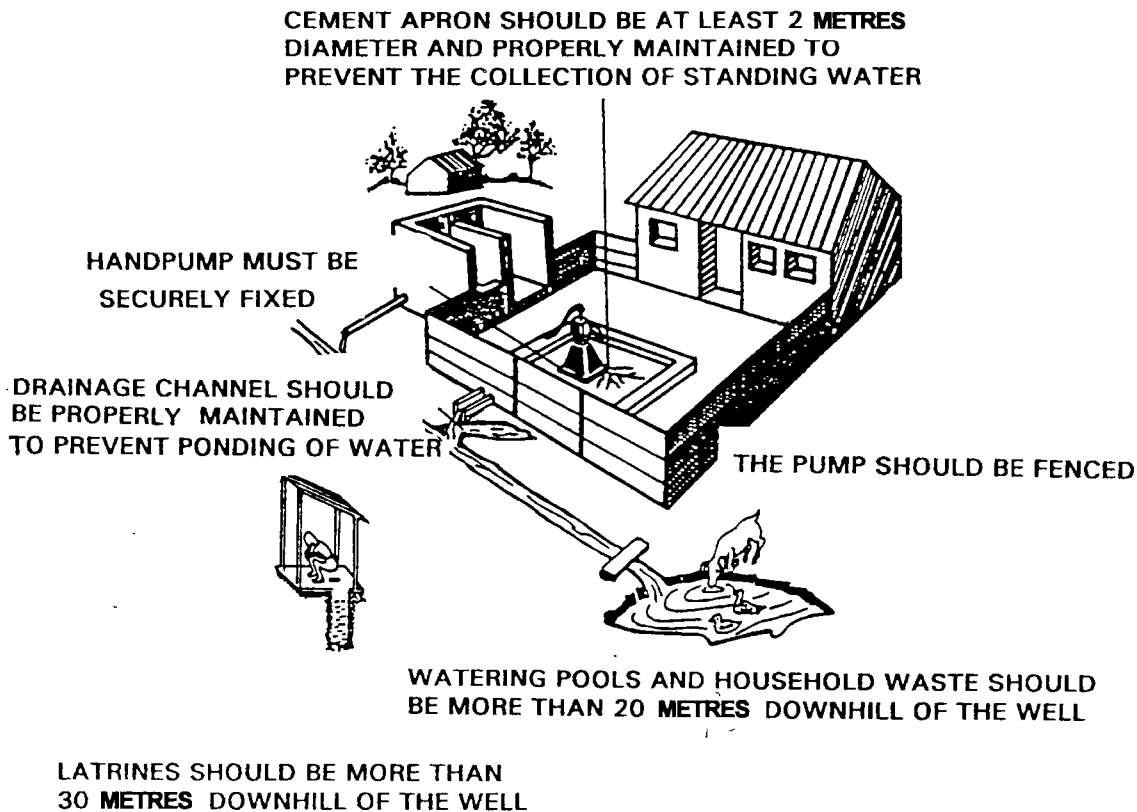 CEMENT APRON SHOULD BE AT LEAST 2 METRES
DIAMETER AND PROPERLY MAINTAINED TO
PREVENT THE COLLECTION OF STANDING WATER
HANDPUMP MUST BE
SECURELY FIXED
DRAINAGE CHANNEL SHOULD
BE PROPERLY MAINTAINED
TO PREVENT PONDING OF WATER
THE PUMP SHOULD BE FENCED
WATERING POOLS AND HOUSEHOLD WASTE SHOULD
BE MORE THAN 20 METRES DOWNHILL OF THE WELL
LATRINES SHOULD BE MORE THAN
30 METRES DOWNHILL OF THE WELL